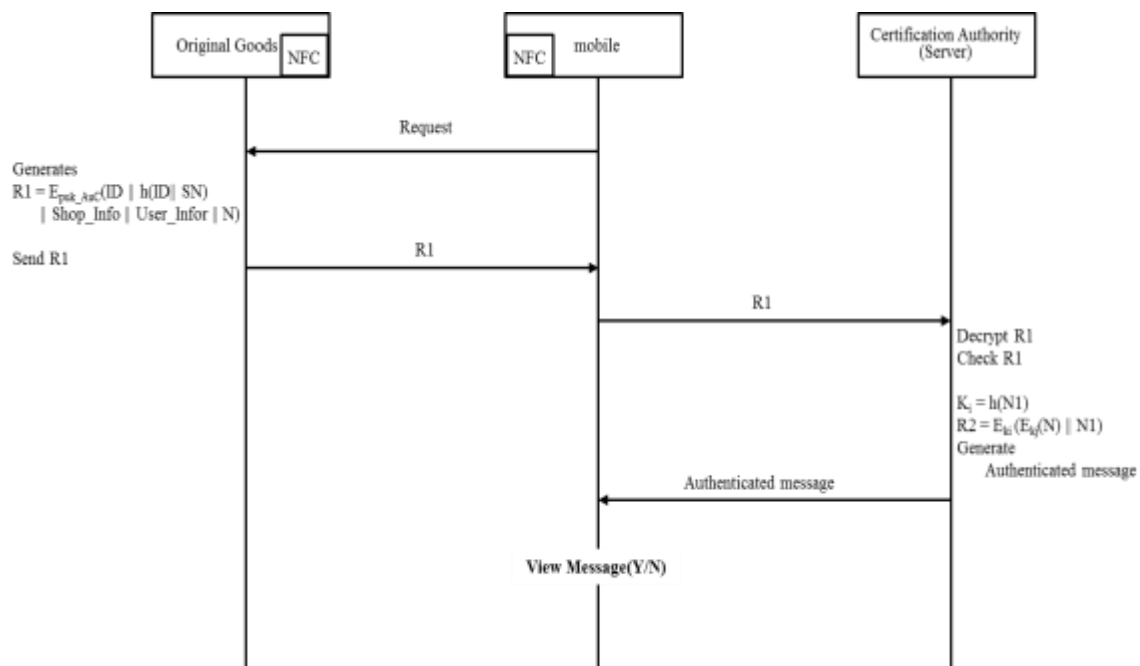 Original Goods
NFC
NFC
mobile
Certification Authority
(Server)
Request
Generates
R1 = E_puk_AuC(ID || h(ID|| SN)
|| Shop_Info || User_Infor || N)
Send R1
R1
R1
Decrypt R1
Check R1
K_i = h(N1)
R2 = E_ki (E_kj(N) || N1)
Generate
Authenticated message
Authenticated message
View Message(Y/N)